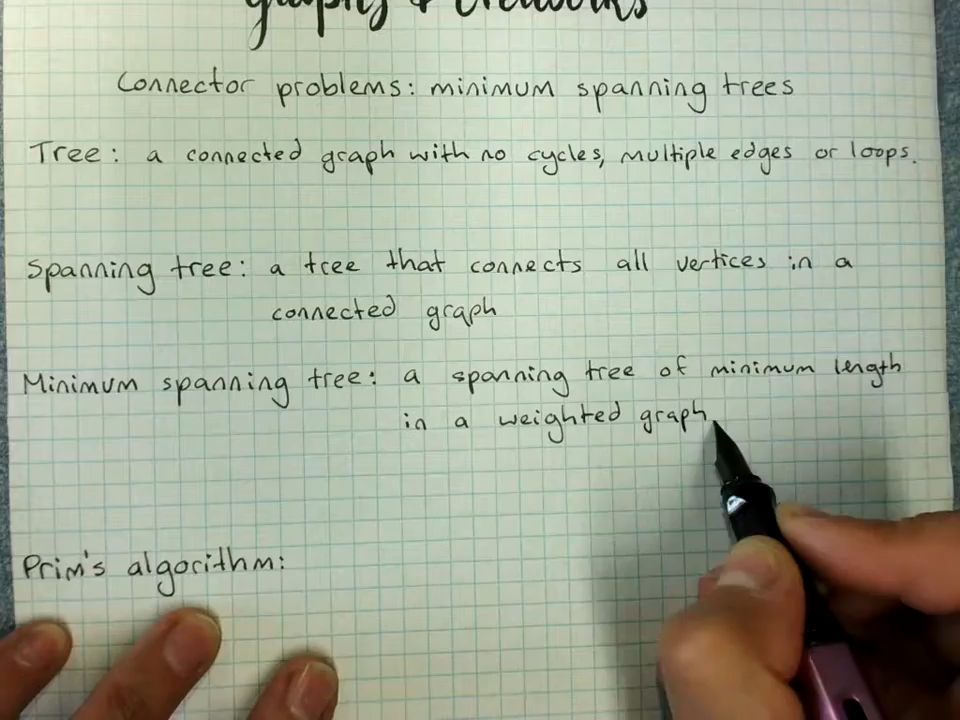 graphs + networks
Connector problems: minimum spanning trees
Tree: a connected graph with no cycles, multiple edges or loops.
Spanning tree: a tree that connects all vertices in a
connected graph
Minimum spanning tree: a spanning tree of minimum length
in a weighted graph
Prim's algorithm: